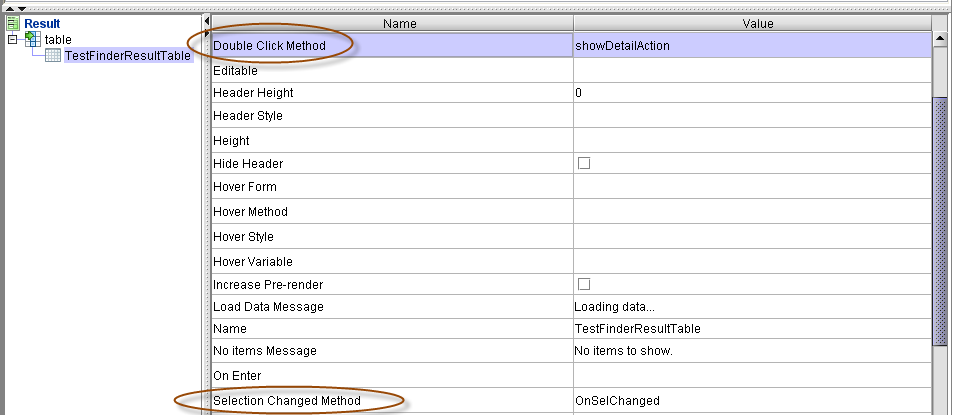 Result
table
TestFinderResultTable
Name Value
Double Click Method showDetailAction
Editable
Header Height 0
Header Style
Height
Hide Header
Hover Form
Hover Method
Hover Style
Hover Variable
Increase Pre-render
Load Data Message Loading data...
Name TestFinderResultTable
No items Message No items to show.
On Enter
Selection Changed Method OnSelChanged